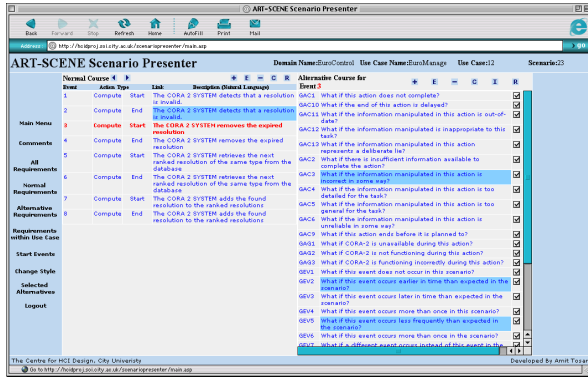 ART-SCENE Scenario Presenter
Back Forward Stop Refresh Home AutoFill Print Mail
Address http://hcidproj.soi.city.ac.uk/scenariopresenter/main.asp go
ART-SCENE Scenario Presenter Domain Name:EuroControl Use Case Name:EuroManage Use Case:12 Scenario:23
Main Menu
Comments
All
Requirements
Normal
Requirements
Alternative
Requirements
Requirements
within Use Case
Start Events
Change Style
Selected
Alternatives
Logout
Normal Course + E - C R
Event Action Type Link Description (Natural Language)
1 Compute Start The CORA 2 SYSTEM detects that a resolution
is invalid.
2 Compute End The CORA 2 SYSTEM detects that a resolution
is invalid.
3 Compute Start The CORA 2 SYSTEM removes the expired
resolution
4 Compute End The CORA 2 SYSTEM removes the expired
resolution
5 Compute Start The CORA 2 SYSTEM retrieves the next
ranked resolution of the same type from the
database
6 Compute End The CORA 2 SYSTEM retrieves the next
ranked resolution of the same type from the
database
7 Compute Start The CORA 2 SYSTEM adds the found
resolution to the ranked resolutions
8 Compute End The CORA 2 SYSTEM adds the found
resolution to the ranked resolutions
Alternative Course for
Event 3 + E - C I R
GAC1 What if this action does not complete?
GAC10 What if the end of this action is delayed?
GAC11 What if the information manipulated in this action is out-of-
date?
GAC12 What if the information manipulated is inappropriate to this
task?
GAC13 What if the information manipulated in this action
represents a deliberate lie?
GAC2 What if there is insufficient information available to
complete the action?
GAC3 What if the information manipulated in this action is
incorrect in some way?
GAC4 What if the information manipulated in this action is too
detailed for the task?
GAC5 What if the information manipulated in this action is too
general for the task?
GAC6 What if the information manipulated in this action is
unreliable in some way?
GAC9 What if this action ends before it is planned to?
GAG1 What if CORA-2 is unavailable during this action?
GAG2 What if CORA-2 is not functioning during this action?
GAG3 What if CORA-2 is functioning incorrectly during this action?
GEV1 What if this event does not occur in this scenario?
GEV2 What if this event occurs earlier in time than expected in the
scenario?
GEV3 What if this event occurs later in time than expected in the
scenario?
GEV4 What if this event occurs more than once in this scenario?
GEV5 What if this event occurs less frequently than expected in
the scenario?
GEV6 What if this event occurs more than once in this scenario?
GEV7 What if a different event occurs instead of this event in the
The Centre for HCI Design, City Univeristy Developed By Amit Tosar
Go to http://hcidproj.soi.city.ac.uk/scenariopresenter/main.asp